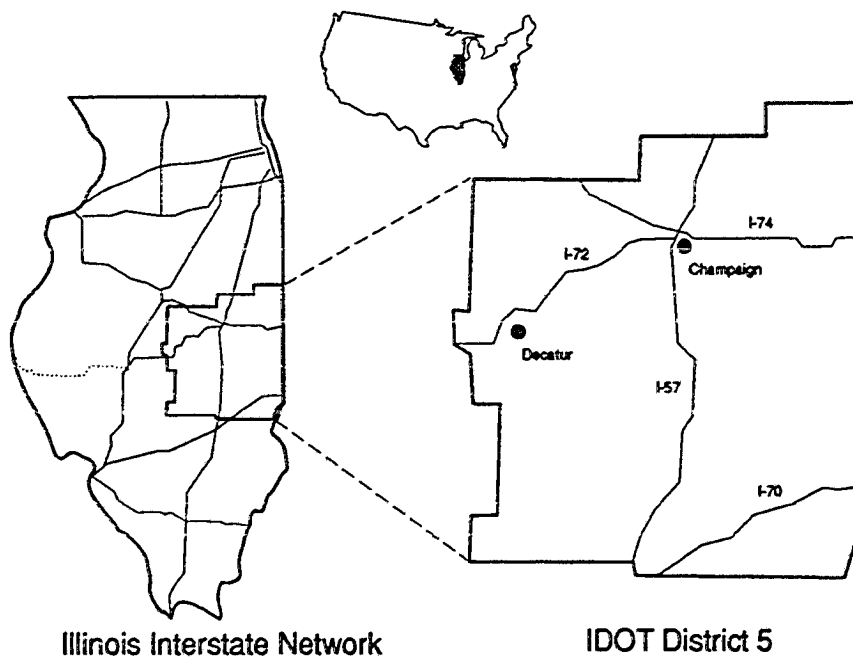 I-74
I-72
Champaign
Decatur
I-57
I-70
Illinois Interstate Network
IDOT District 5